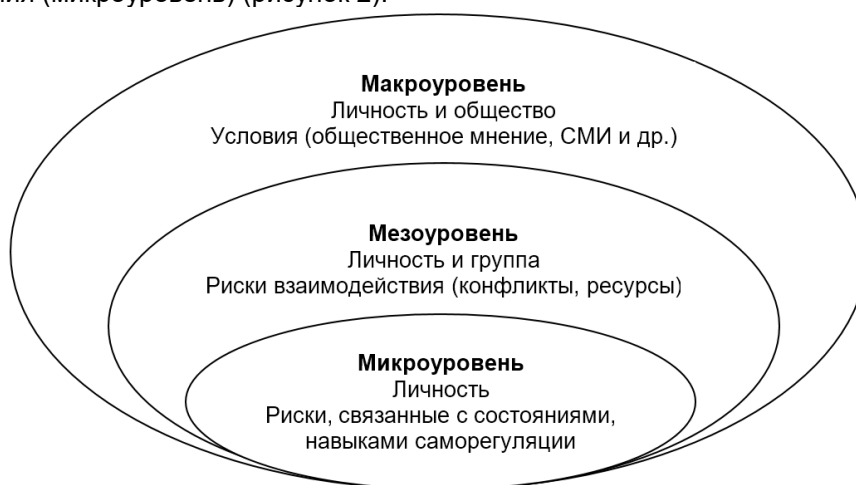 (микроуровень) (рисунок 2).
Макроуровень
Личность и общество
Условия (общественное мнение, СМИ и др.)
Мезоуровень
Личность и группа
Риски взаимодействия (конфликты, ресурсы)
Микроуровень
Личность
Риски, связанные с состояниями,
навыками саморегуляции